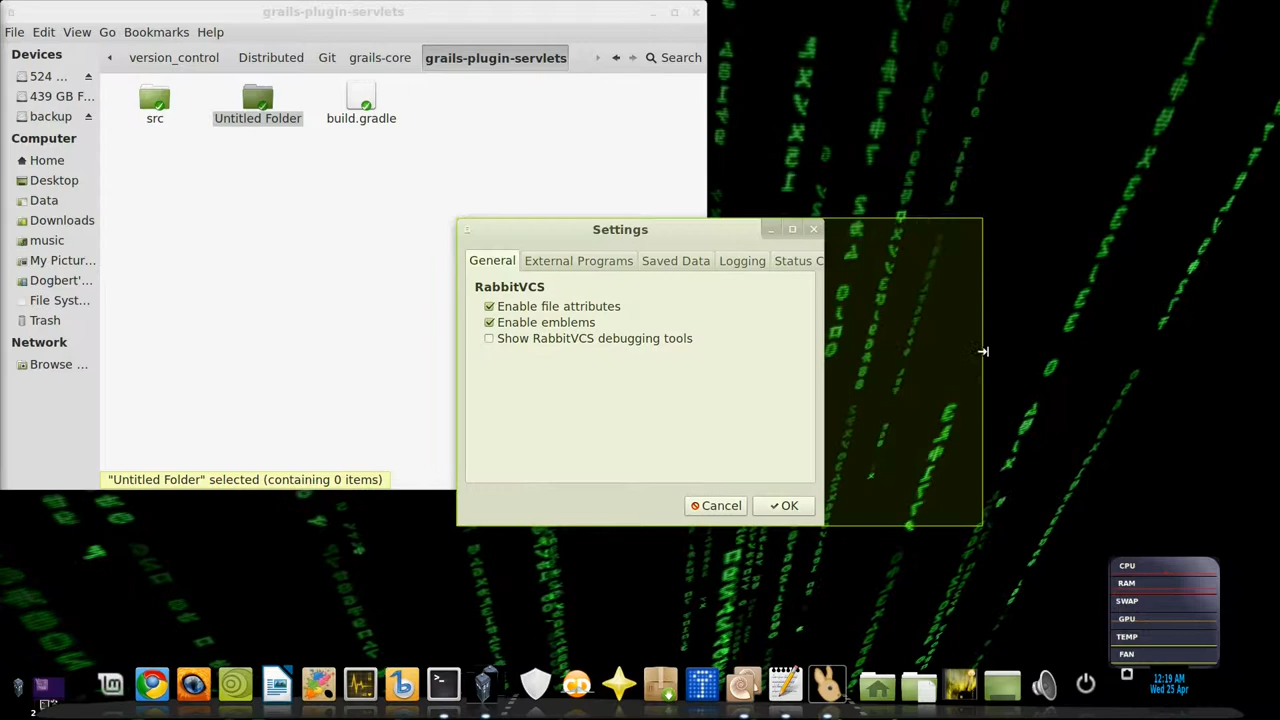 grails-plugin-servlets
File Edit View Go Bookmarks Help
Devices
524 ...
439 GB F...
backup
Computer
Home
Desktop
Data
Downloads
music
My Pictur...
Dogbert'...
File Syst...
Trash
Network
Browse ...
version_control Distributed Git grails-core grails-plugin-servlets Search
src Untitled Folder build.gradle
"Untitled Folder" selected (containing 0 items)
Settings
General External Programs Saved Data Logging Status C
RabbitVCS
Enable file attributes
Enable emblems
Show RabbitVCS debugging tools
Cancel OK
CPU
RAM
SWAP
GPU
TEMP
FAN
12:19 AM
Wed 25 Apr
CD
2